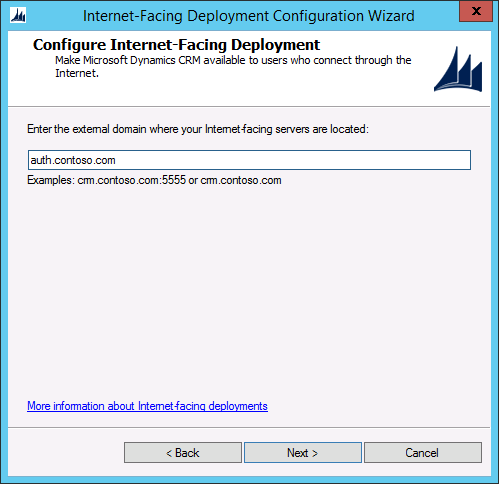 Internet-Facing Deployment Configuration Wizard
x
Configure Internet-Facing Deployment
Make Microsoft Dynamics CRM available to users who connect through the
Internet.
Enter the external domain where your Internet-facing servers are located:
auth.contoso.com
Examples: crm.contoso.com:5555 or crm.contoso.com
More information about Internet-facing deployments
< Back
Next >
Cancel